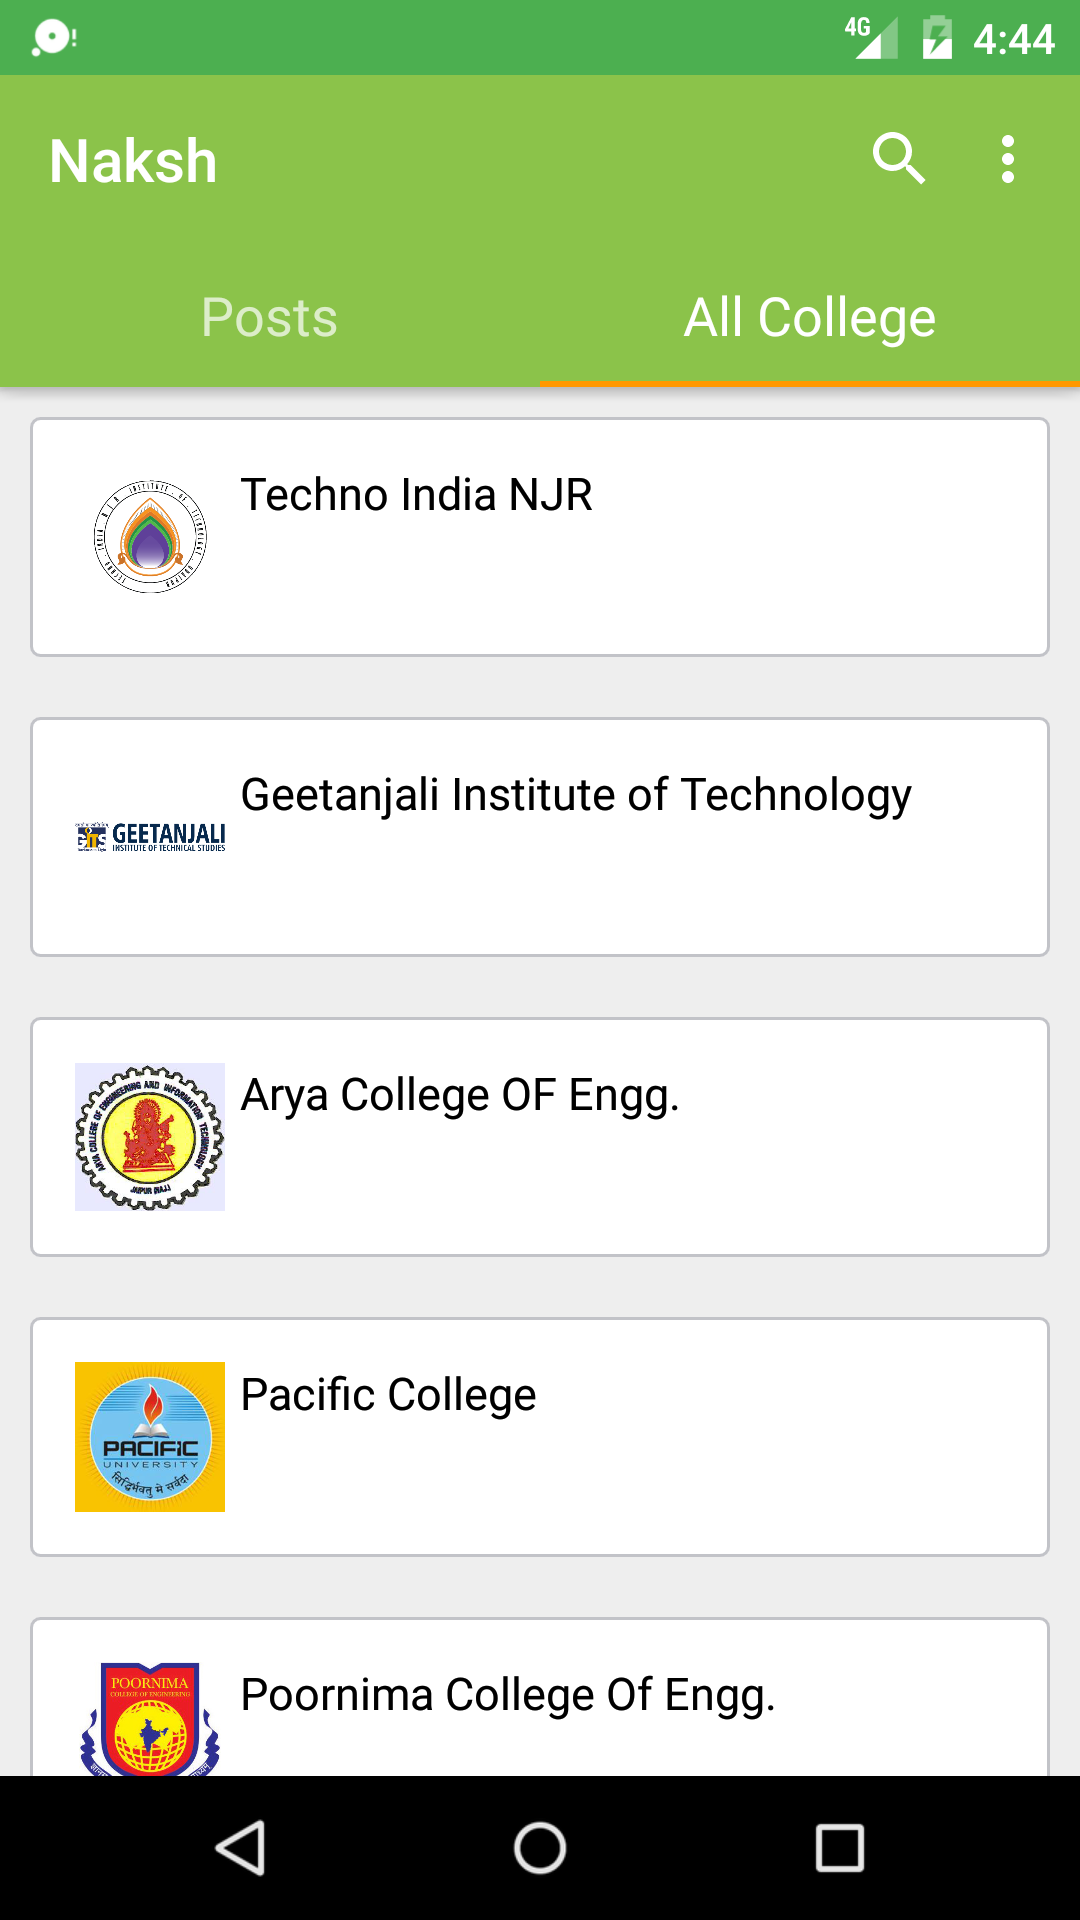 4G 4:44
Naksh
Posts
All College
Techno India NJR
Geetanjali Institute of Technology
GEETANJALI
INSTITUTE OF TECHNICAL STUDIES
Arya College OF Engg.
ARYA COLLEGE OF ENGINEERING AND INFORMATION TECHNOLOGY
JAIPUR (RAJ.)
Pacific College
PACIFIC
UNIVERSITY
Poornima College Of Engg.
POORNIMA
COLLEGE OF ENGINEERING